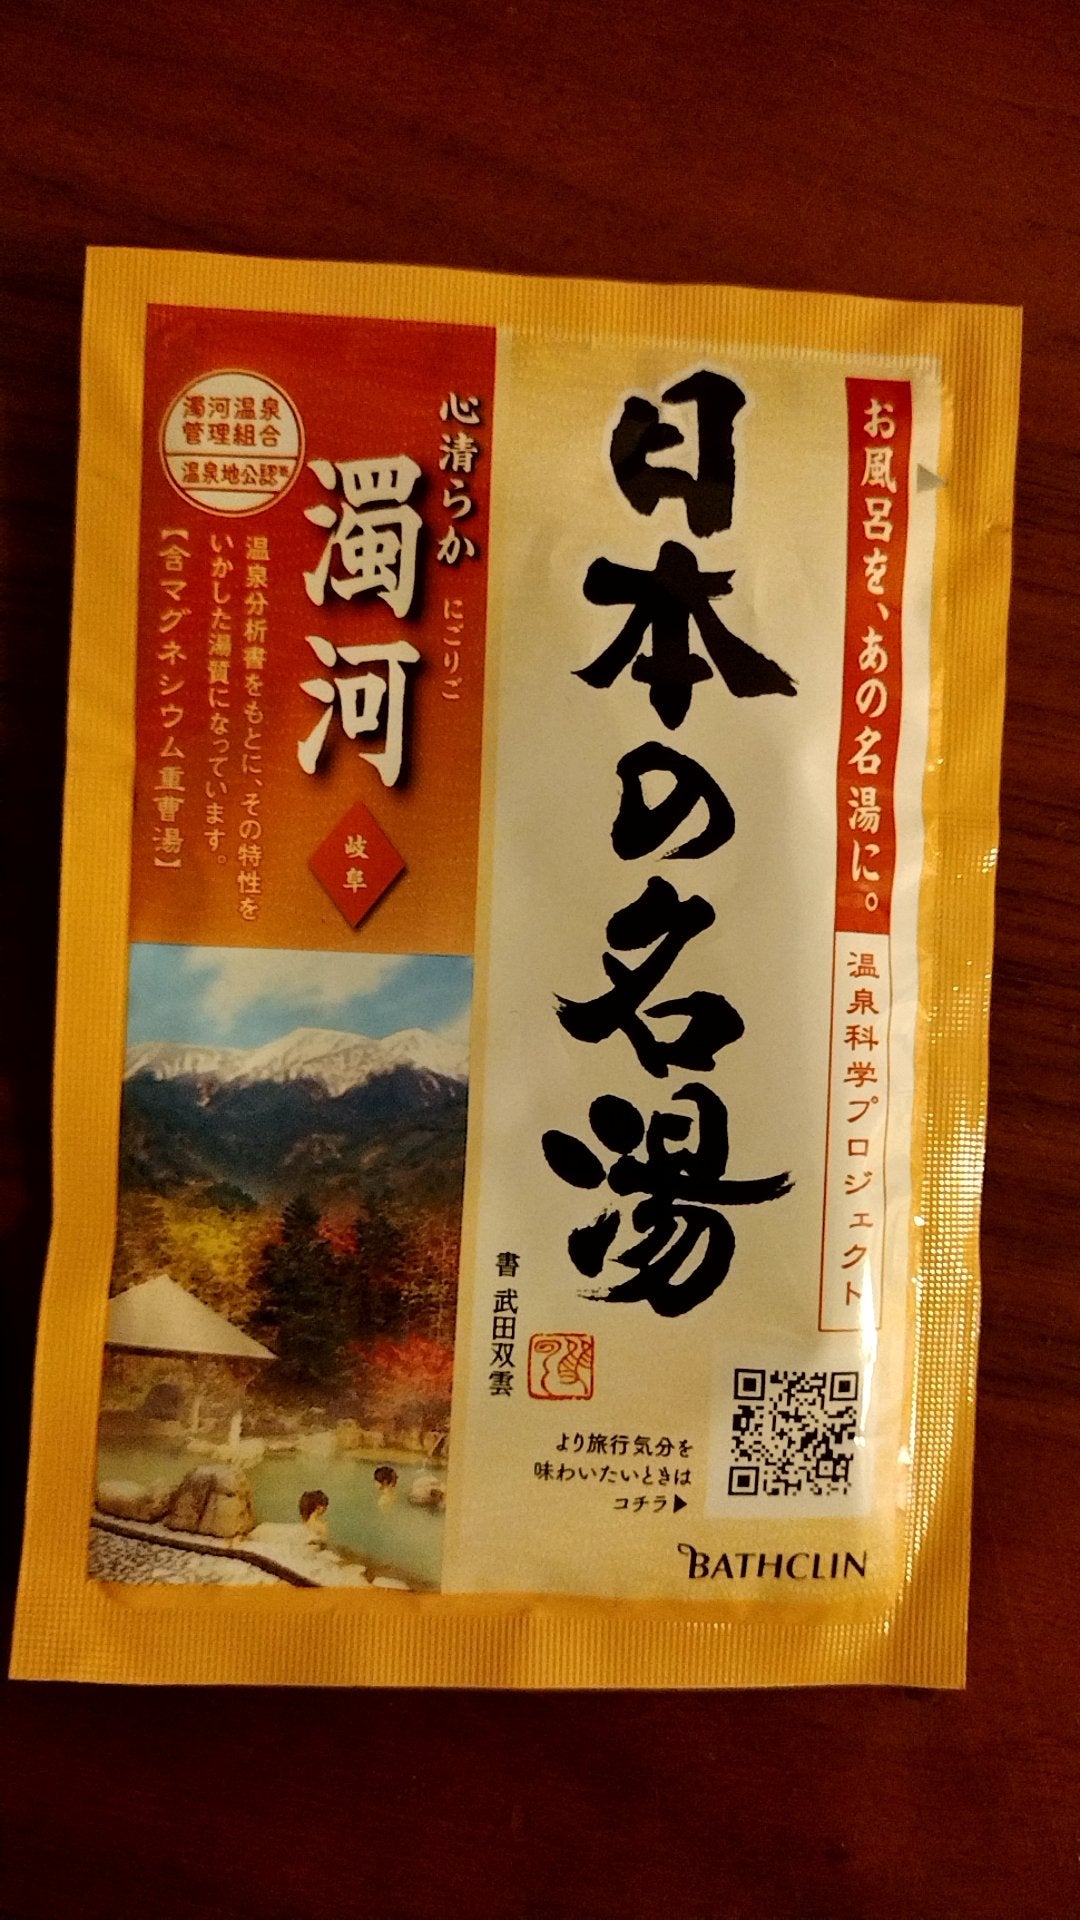 お風呂を、あの名湯に。
温泉科学プロジェクト
日本の名湯
書 武田双雲
心清らか
にごりご
濁河
岐阜
濁河温泉
管理組合
温泉地公認
温泉分析書をもとに、その特性を
いかした湯質になっています。
【含マグネシウム重曹湯】
より旅行気分を
味わいたいときは
コチラ▶
BATHCLIN